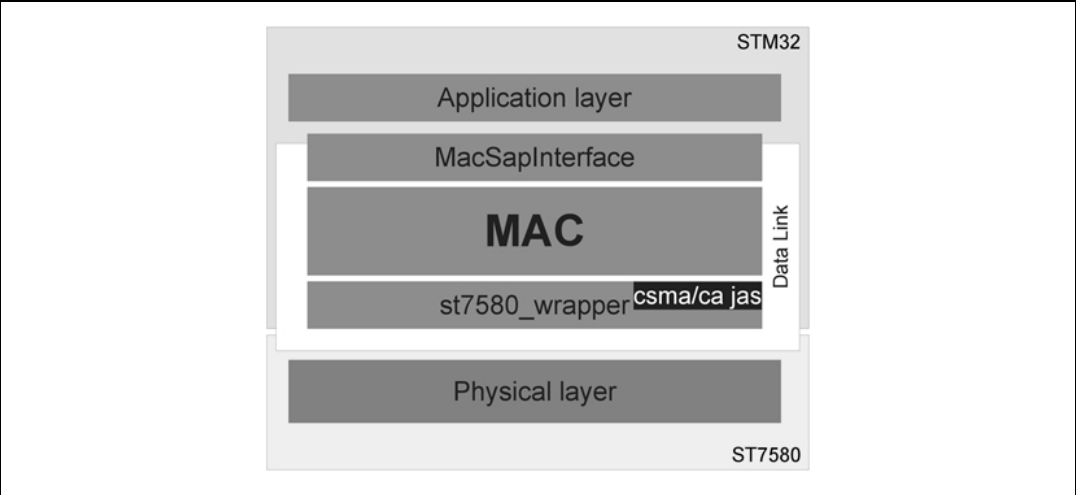 STM32
Application layer
MacSapInterface
MAC
Data Link
st7580_wrapper
csma/ca jas
Physical layer
ST7580